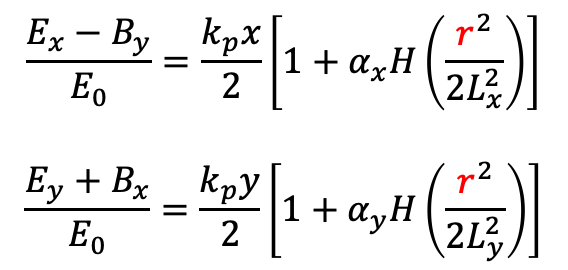 (E_x − B_y)/E_0 = (k_p x)/2 [1 + α_x H (r^2/(2L_x^2))]
(E_y + B_x)/E_0 = (k_p y)/2 [1 + α_y H (r^2/(2L_y^2))]